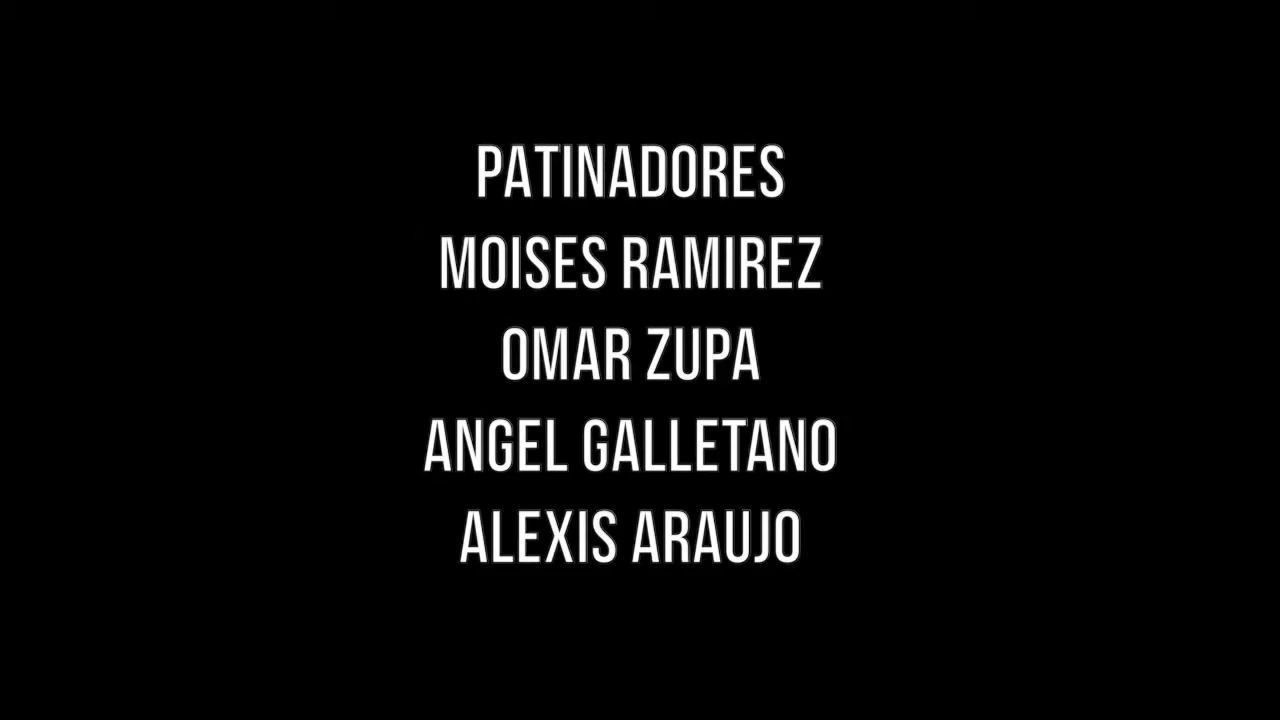 PATINADORES
MOISES RAMIREZ
OMAR ZUPA
ANGEL GALLETANO
ALEXIS ARAUJO